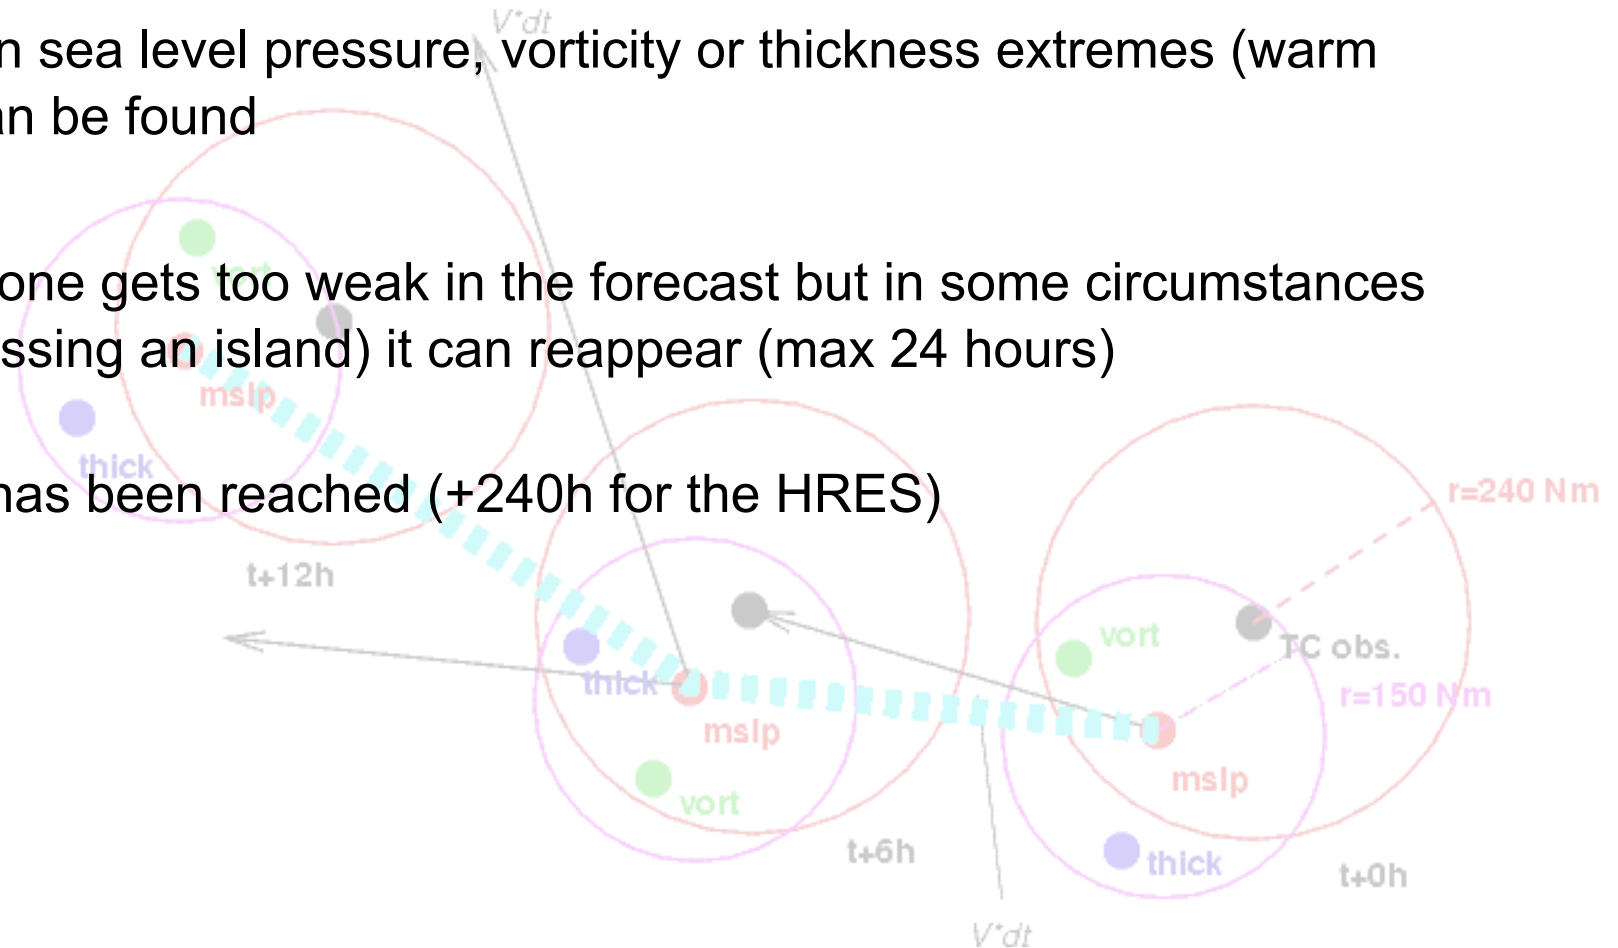 V*dt
n sea level pressure, vorticity or thickness extremes (warm
an be found
vort
one gets too weak in the forecast but in some circumstances
ssing an island) it can reappear (max 24 hours)
mslp
thick
has been reached (+240h for the HRES)
r=240 Nm
t+12h
vort
TC obs.
thick
r=150 Nm
mslp
mslp
vort
t+6h
thick
t+0h
V*dt